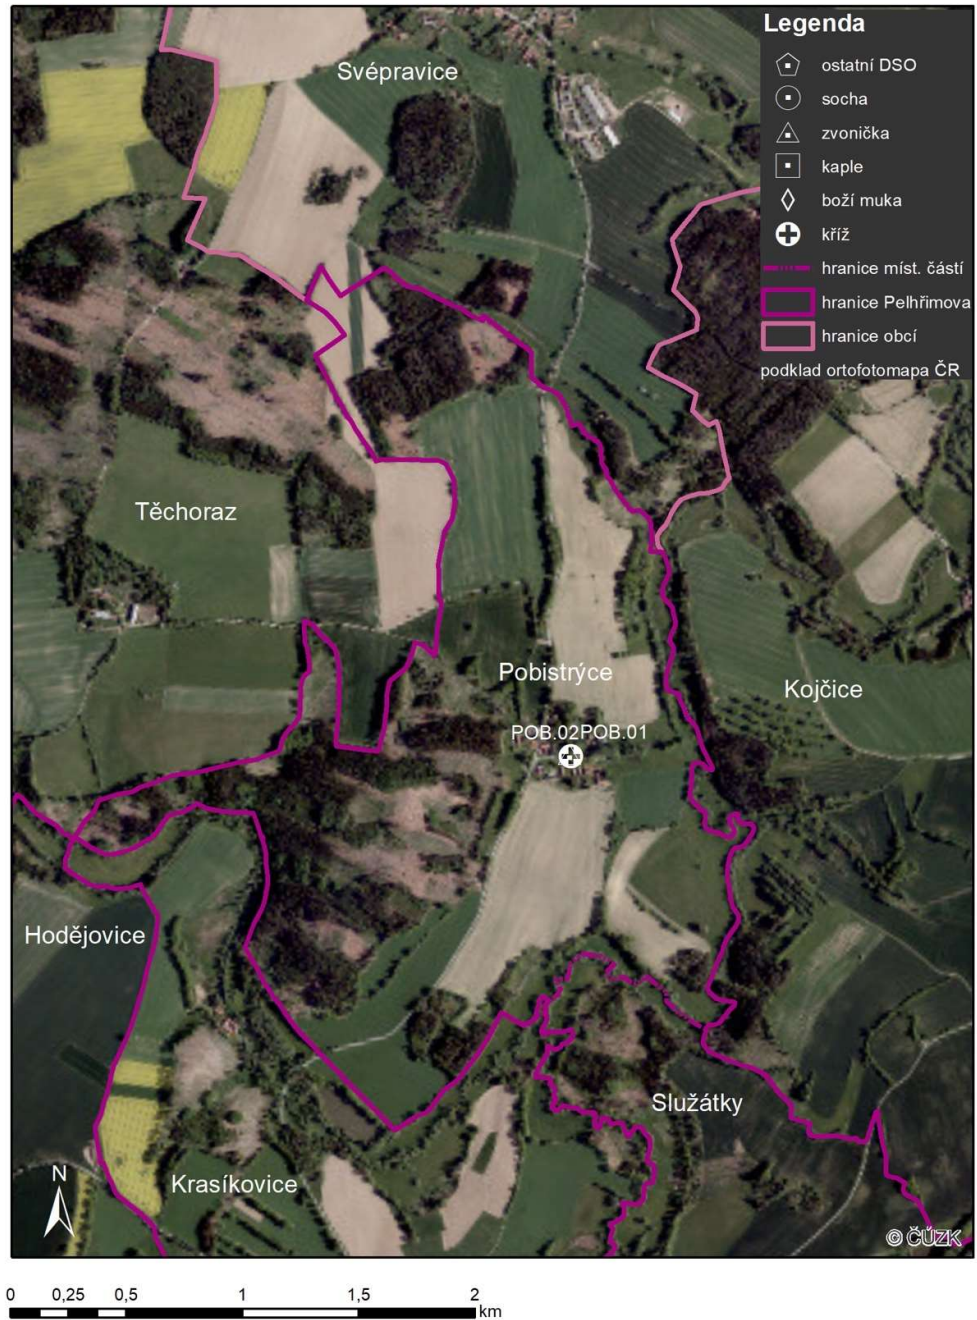 Legenda
ostatní DSO
socha
zvonička
kaple
boží muka
kříž
hranice míst. částí
hranice Pelhřimova
hranice obcí
podklad ortofotomapa ČR
Svépravice
Těchoraz
Pobistrýce
Kojčice
POB.02POB.01
Hodějovice
Služátky
Krasíkovice
N
© ČÚZK
0 0,25 0,5 1 1,5 2
km